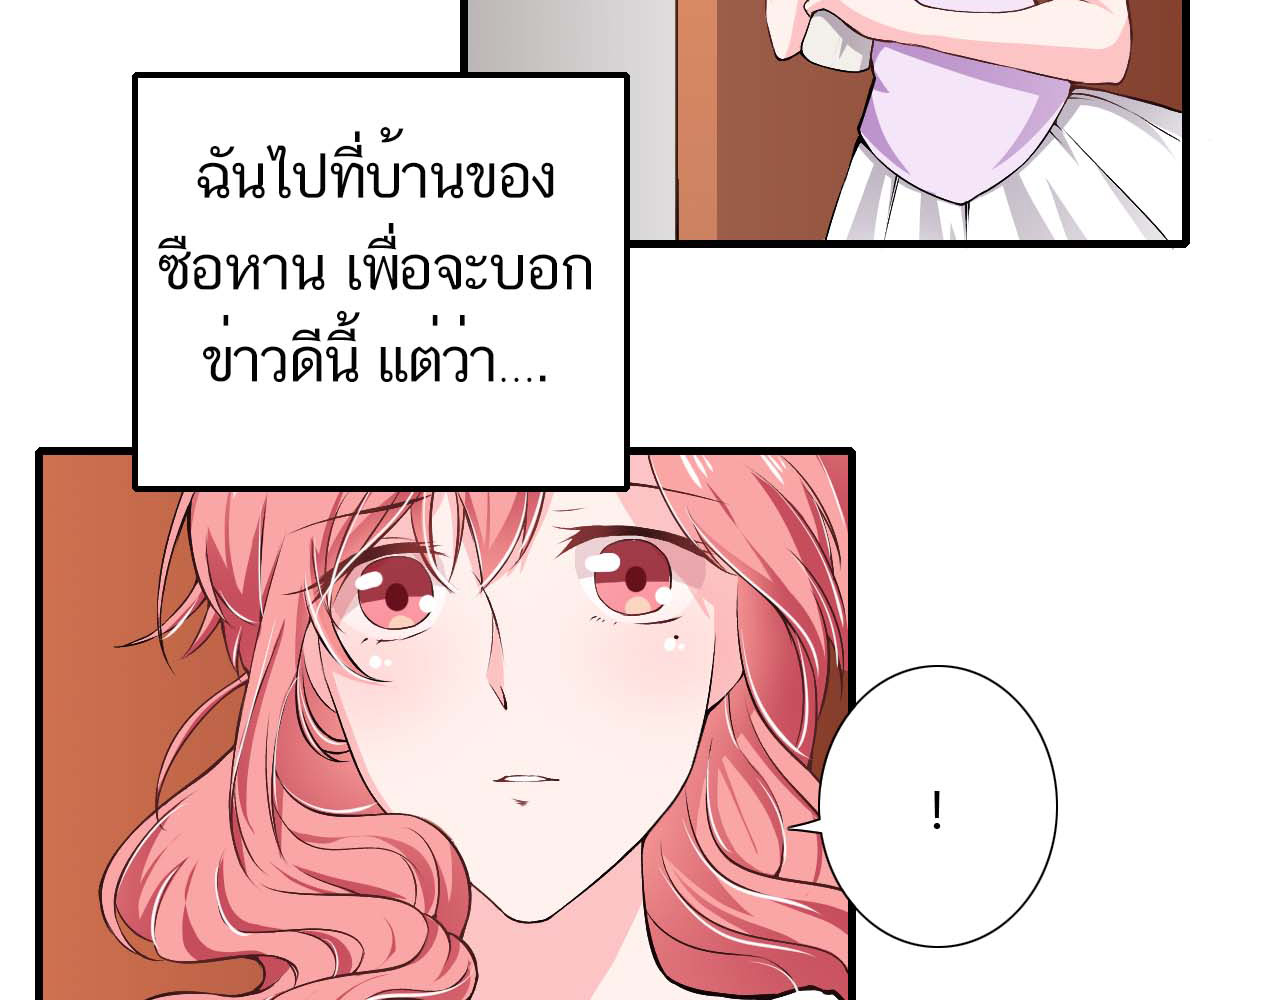 ฉันไปที่บ้านของ
ซือหาน เพื่อจะบอก
ข่าวดีนี้ แต่ว่า....
!